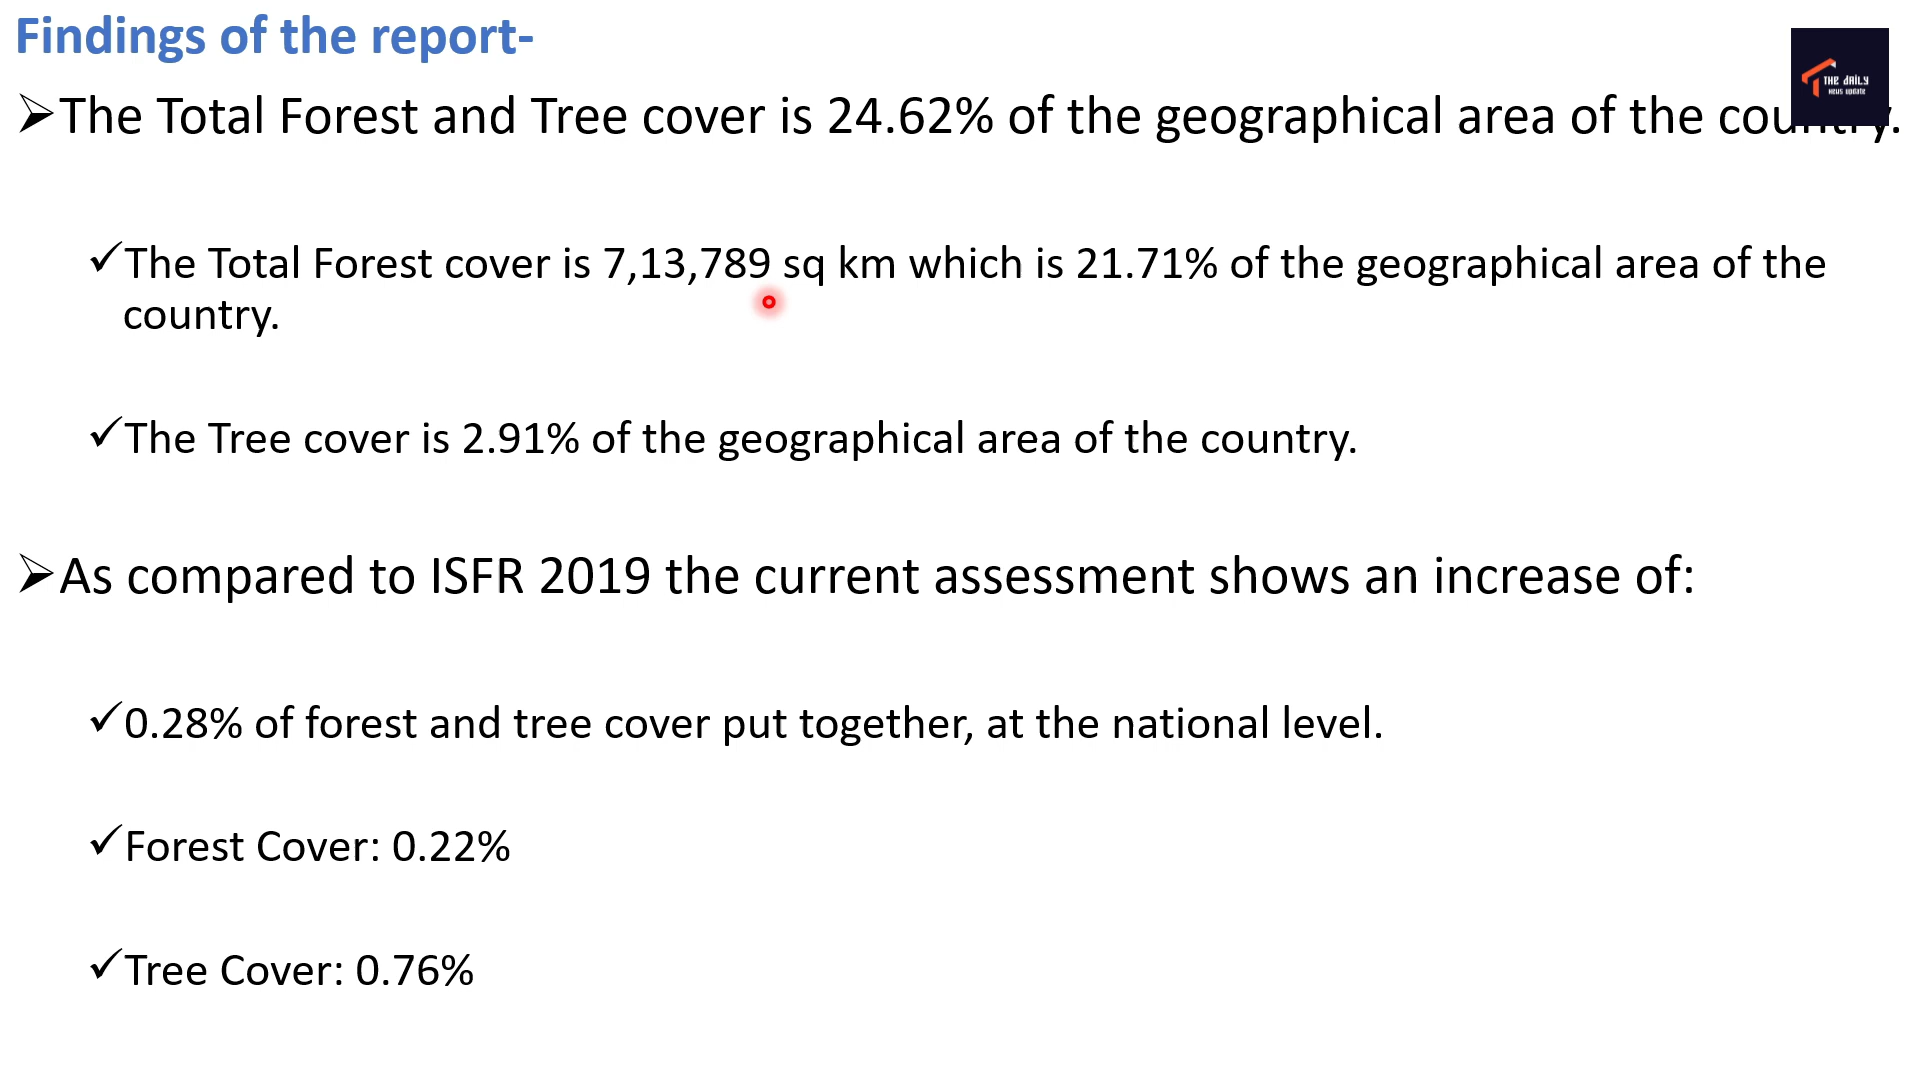 Findings of the report-
THE DAILY
news update
➢The Total Forest and Tree cover is 24.62% of the geographical area of the country.
✓The Total Forest cover is 7,13,789 sq km which is 21.71% of the geographical area of the
country.
✓The Tree cover is 2.91% of the geographical area of the country.
➢As compared to ISFR 2019 the current assessment shows an increase of:
✓0.28% of forest and tree cover put together, at the national level.
✓Forest Cover: 0.22%
✓Tree Cover: 0.76%